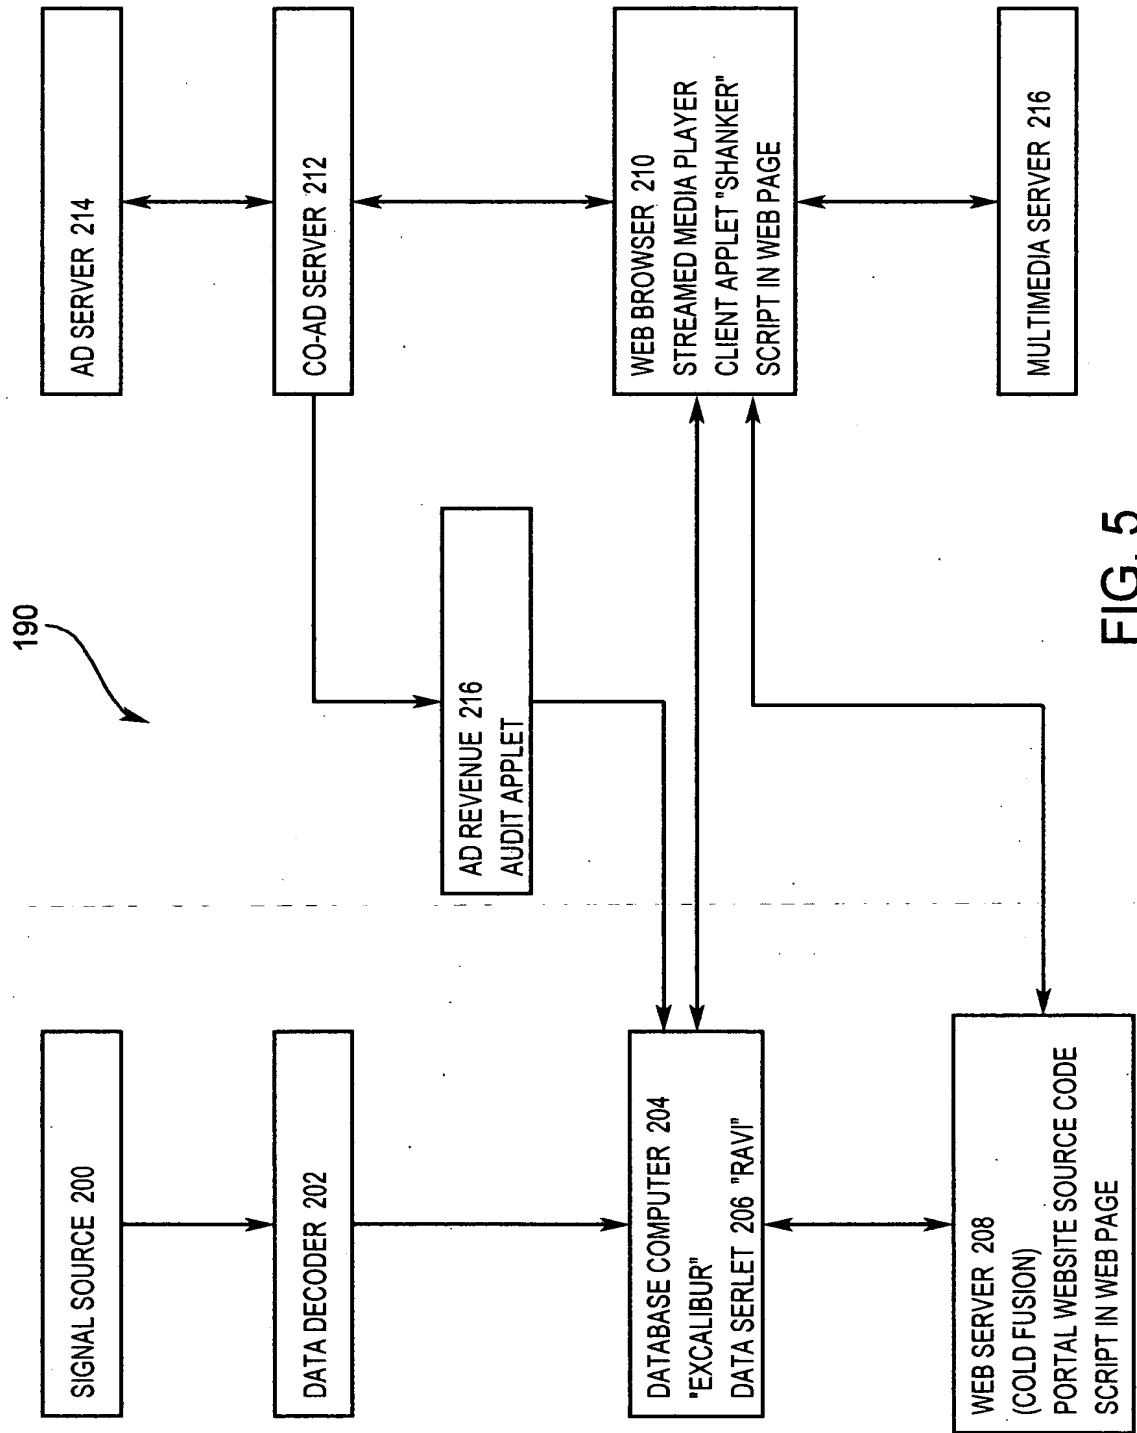 190
SIGNAL SOURCE 200
DATA DECODER 202
DATABASE COMPUTER 204
"EXCALIBUR"
DATA SERLET 206 "RAVI"
WEB SERVER 208
(COLD FUSION)
PORTAL WEBSITE SOURCE CODE
SCRIPT IN WEB PAGE
AD REVENUE 216
AUDIT APPLET
AD SERVER 214
CO-AD SERVER 212
WEB BROWSER 210
STREAMED MEDIA PLAYER
CLIENT APPLET "SHANKER"
SCRIPT IN WEB PAGE
MULTIMEDIA SERVER 216
FIG. 5